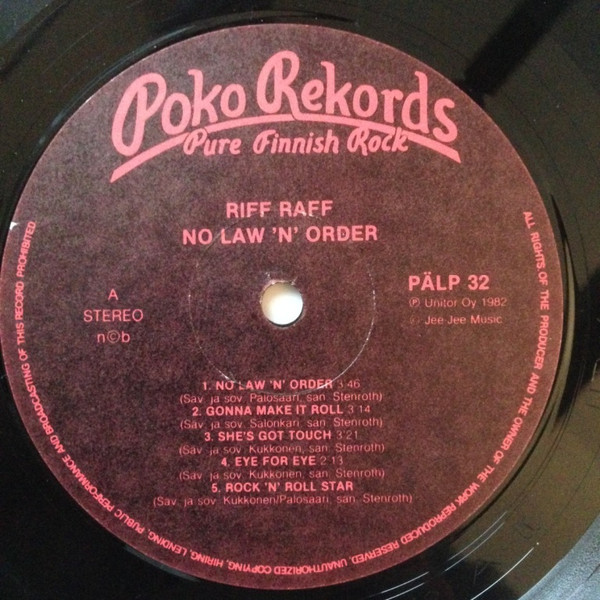 Poko Rekords
Pure Finnish Rock
RIFF RAFF
NO LAW 'N' ORDER
A
STEREO
n©b
PÄLP 32
℗ Unitor Oy 1982
© Jee Jee Music
1. NO LAW 'N' ORDER 3:46
(Säv. ja sov. Palosaari, san. Stenroth)
2. GONNA MAKE IT ROLL 3:14
(Säv. ja sov. Salonkari, san. Stenroth)
3. SHE'S GOT TOUCH 3:21
(Säv. ja sov. Kukkonen, san. Stenroth)
4. EYE FOR EYE 2:13
(Säv. ja sov. Kukkonen, san. Stenroth)
5. ROCK 'N' ROLL STAR
(Säv. ja sov. Kukkonen/Palosaari, san. Stenroth)
ALL RIGHTS OF THE PRODUCER AND THE OWNER OF THE WORK REPRODUCED RESERVED. UNAUTHORIZED COPYING, HIRING, LENDING, PUBLIC PERFORMANCE AND BROADCASTING OF THIS RECORD PROHIBITED